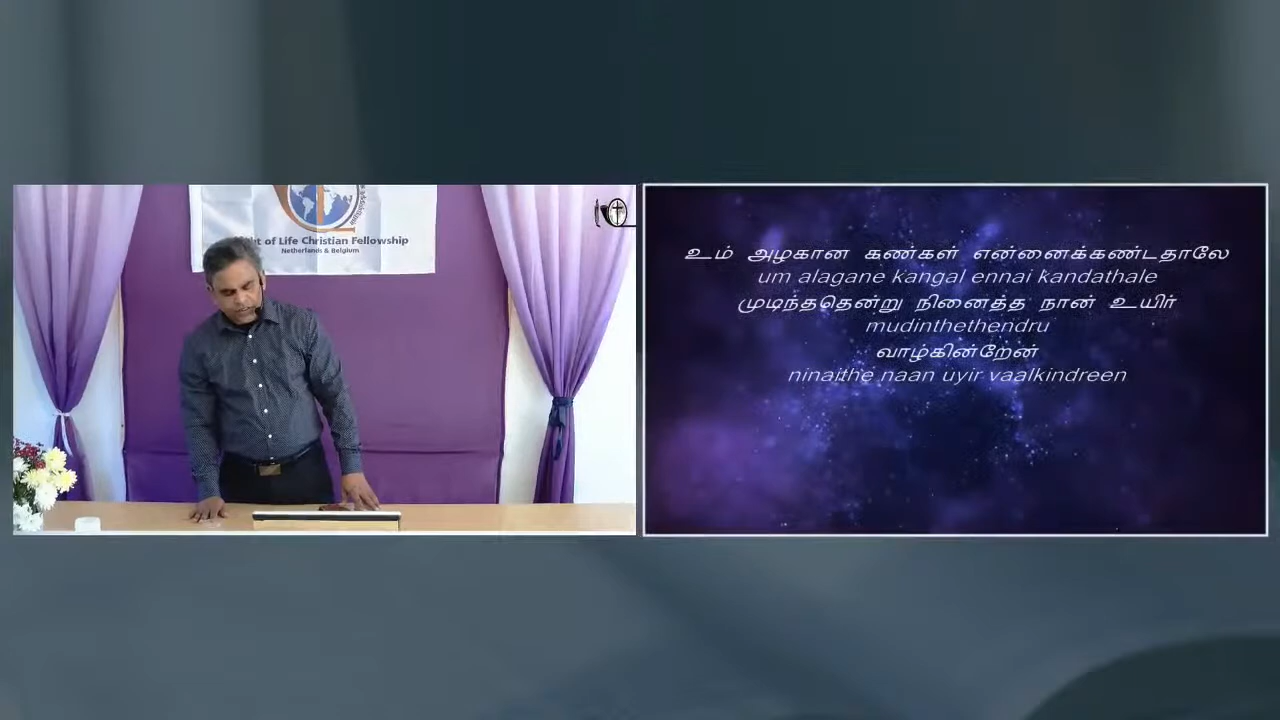 of Life Christian Fellowship
Netherlands & Belgium
உம் அழகான கண்கள் என்னைக்கண்டதாலே
um alagane kangal ennai kandathale
முடிந்ததென்று நினைத்த நான் உயிர்
mudinthethendru
வாழ்கின்றேன்
ninaithe naan uyir vaalkindreen